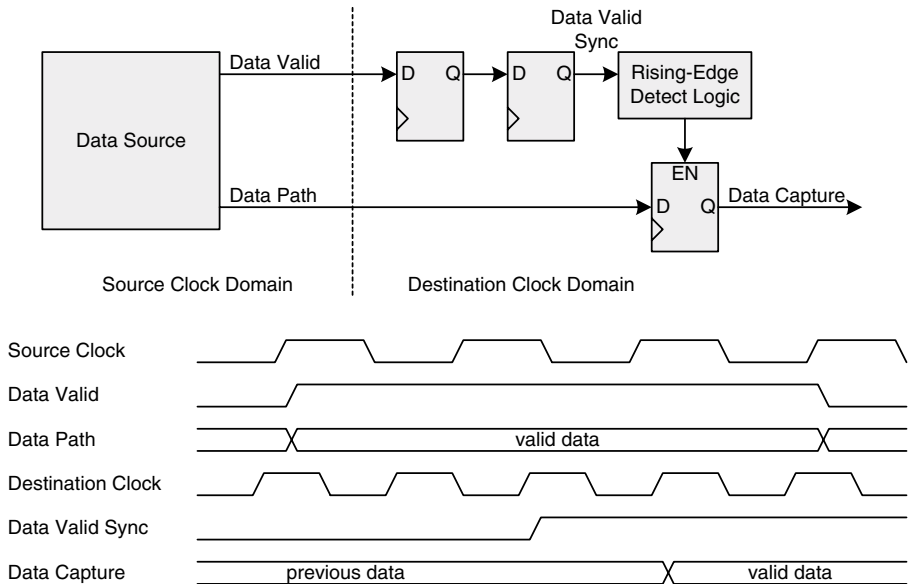 Data Valid
Sync
Data Valid
D Q
D Q
Rising-Edge
Detect Logic
Data Source
EN
Data Path
D Q
Data Capture
Source Clock Domain
Destination Clock Domain
Source Clock
Data Valid
Data Path
valid data
Destination Clock
Data Valid Sync
Data Capture
previous data
valid data